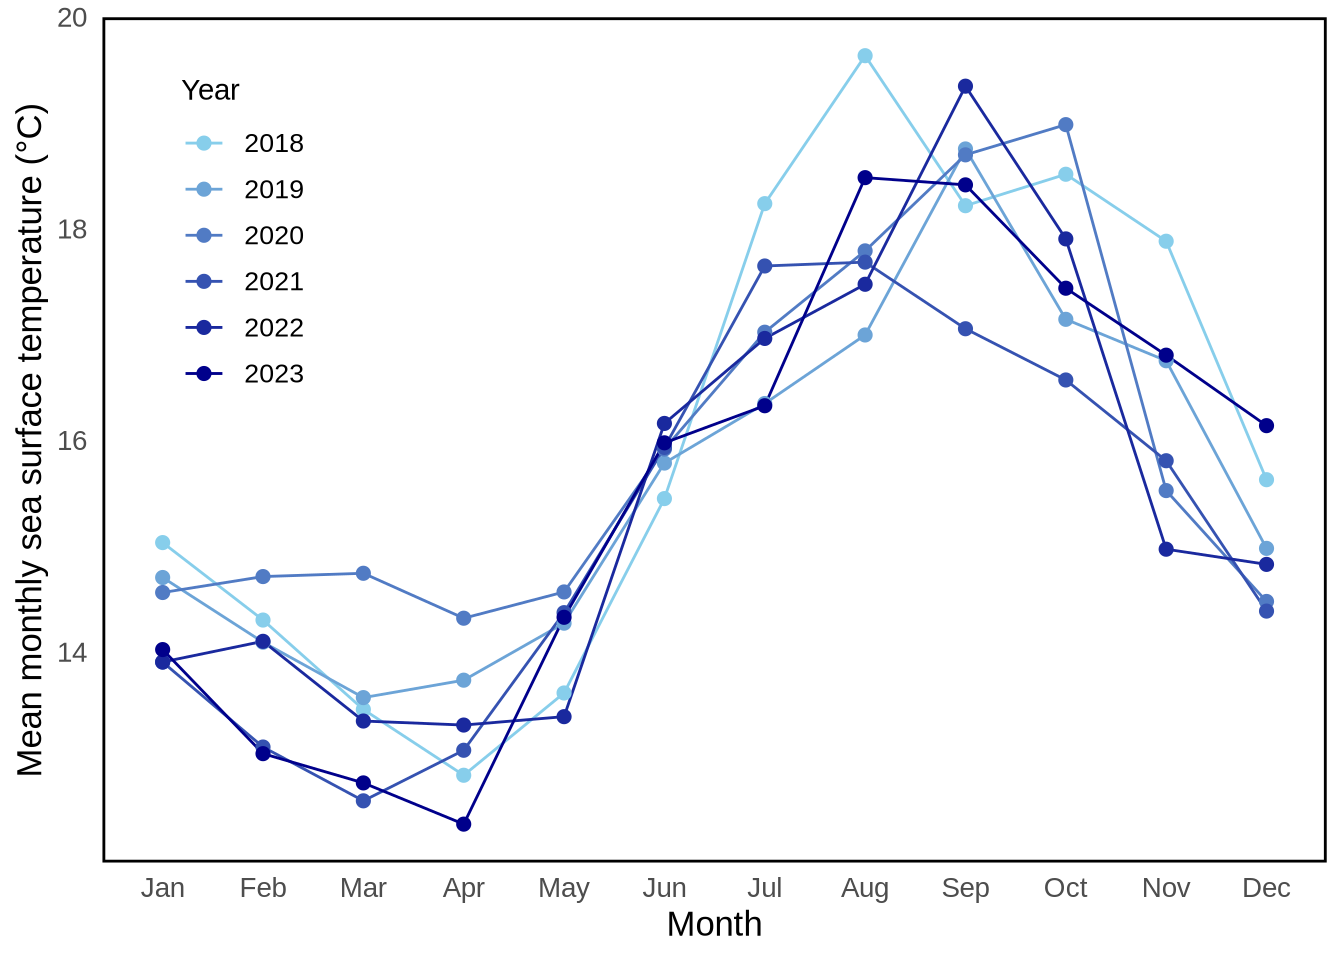 20
18
16
14
Mean monthly sea surface temperature (°C)
Year
2018
2019
2020
2021
2022
2023
Jan Feb Mar Apr May Jun Jul Aug Sep Oct Nov Dec
Month